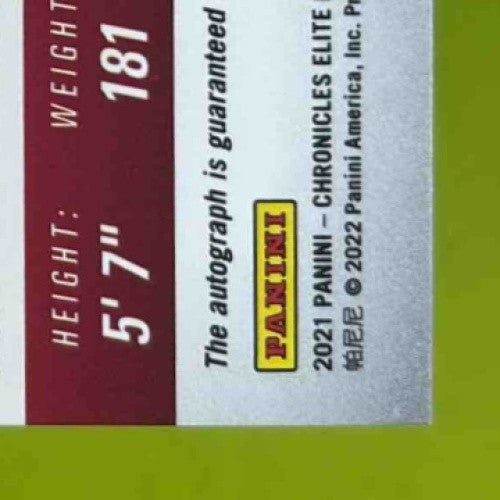 HEIGHT: WEIGHT
5' 7" 181
The autograph is guaranteed
PANINI
2021 PANINI – CHRONICLES ELITE
帕尼尼 © 2022 Panini America, Inc.